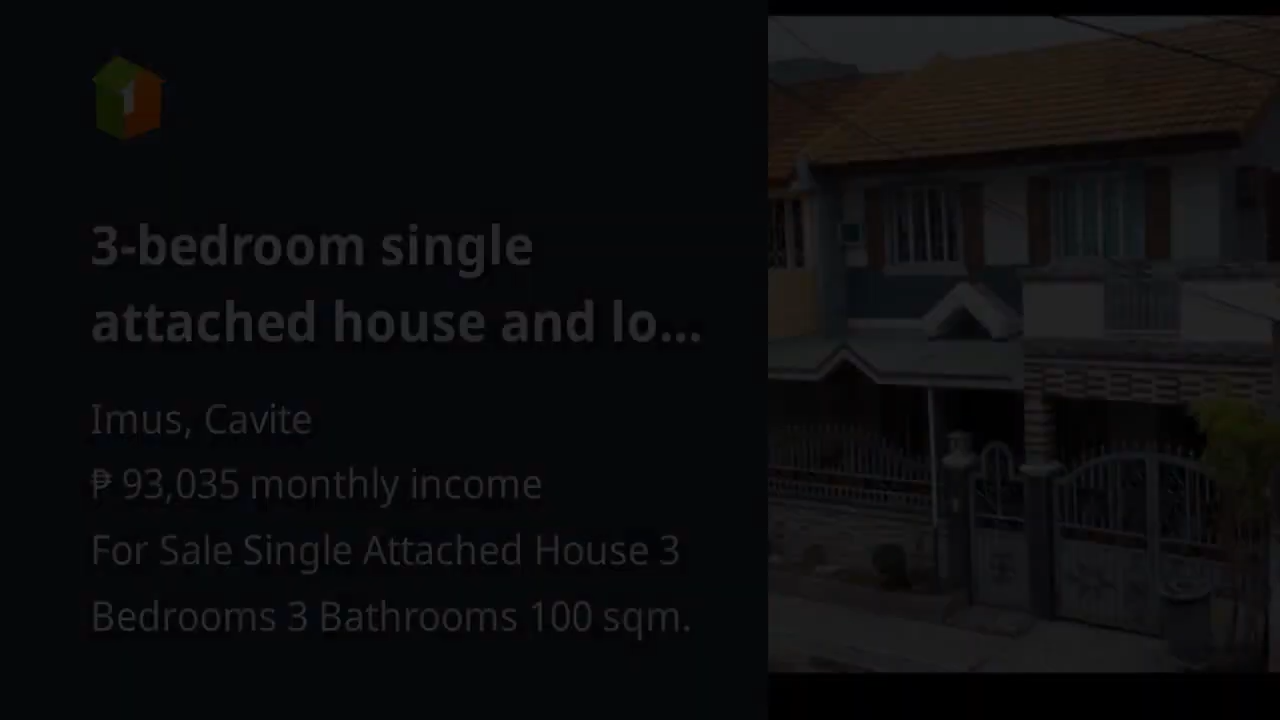 3-bedroom single
attached house and lo...
Imus, Cavite
₱ 93,035 monthly income
For Sale Single Attached House 3
Bedrooms 3 Bathrooms 100 sqm.